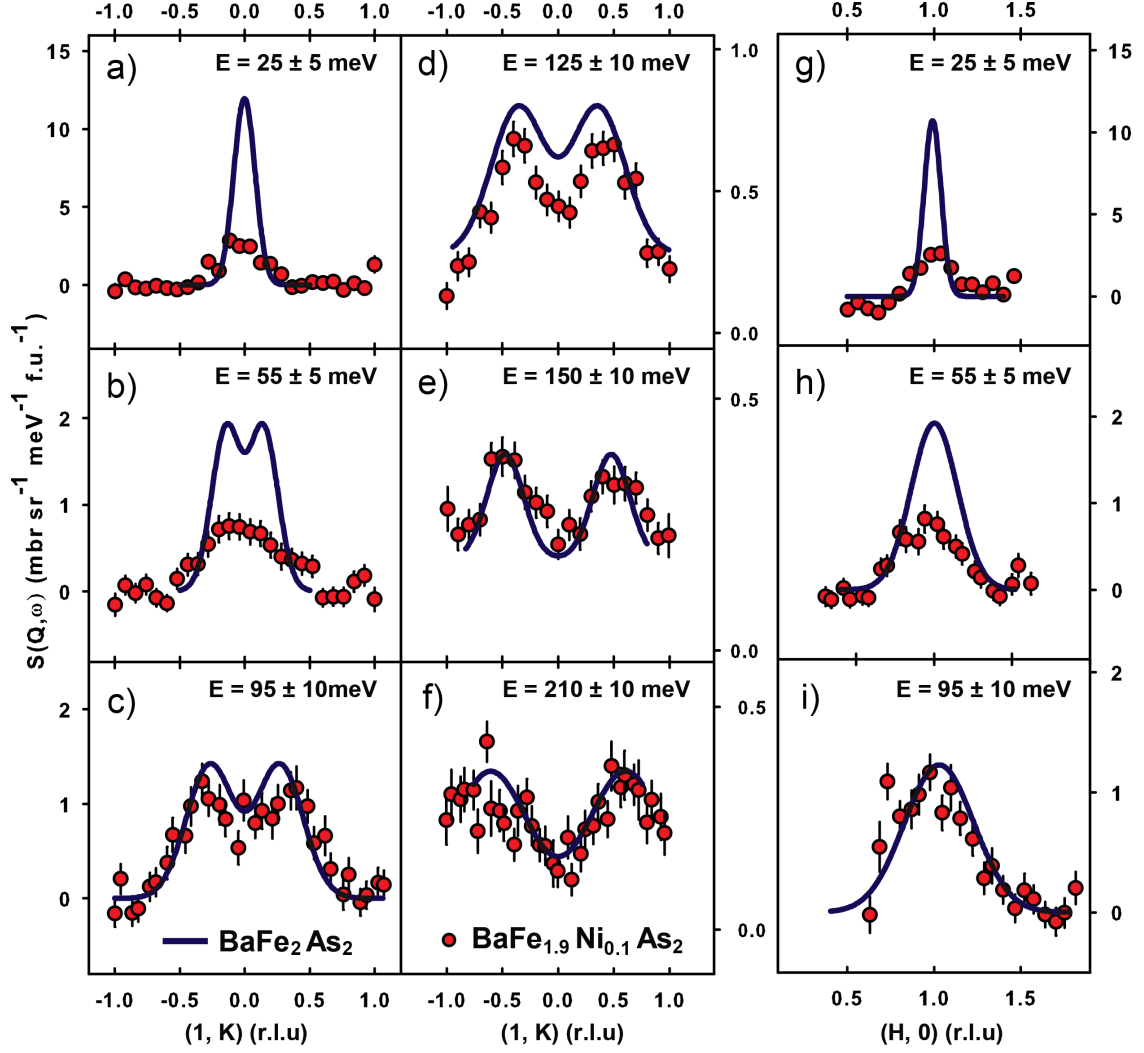 -1.0 -0.5 0.0 0.5 1.0 -1.0 -0.5 0.0 0.5 1.0 0.5 1.0 1.5
a) E = 25 ± 5 meV
d) E = 125 ± 10 meV
g) E = 25 ± 5 meV
15 10 5 0
1.0 0.5 0.0
15 10 5 0
b) E = 55 ± 5 meV
e) E = 150 ± 10 meV
h) E = 55 ± 5 meV
2 1 0
0.5 0.0
2 1 0
S(Q,ω) (mbr sr⁻¹ meV⁻¹ f.u.⁻¹)
c) E = 95 ± 10meV
f) E = 210 ± 10 meV
i) E = 95 ± 10 meV
2 1 0
0.5 0.0
2 1 0
BaFe₂As₂
BaFe₁.₉Ni₀.₁As₂
-1.0 -0.5 0.0 0.5 1.0 -1.0 -0.5 0.0 0.5 1.0 0.5 1.0 1.5
(1, K) (r.l.u) (1, K) (r.l.u) (H, 0) (r.l.u)